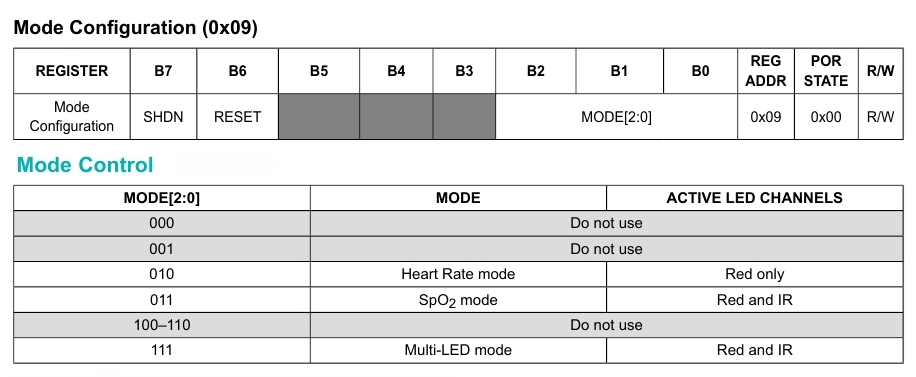 Mode Configuration (0x09)
REGISTER B7 B6 B5 B4 B3 B2 B1 B0 REG ADDR POR STATE R/W
Mode Configuration SHDN RESET MODE[2:0] 0x09 0x00 R/W
Mode Control
MODE[2:0] MODE ACTIVE LED CHANNELS
000 Do not use
001 Do not use
010 Heart Rate mode Red only
011 SpO2 mode Red and IR
100–110 Do not use
111 Multi-LED mode Red and IR